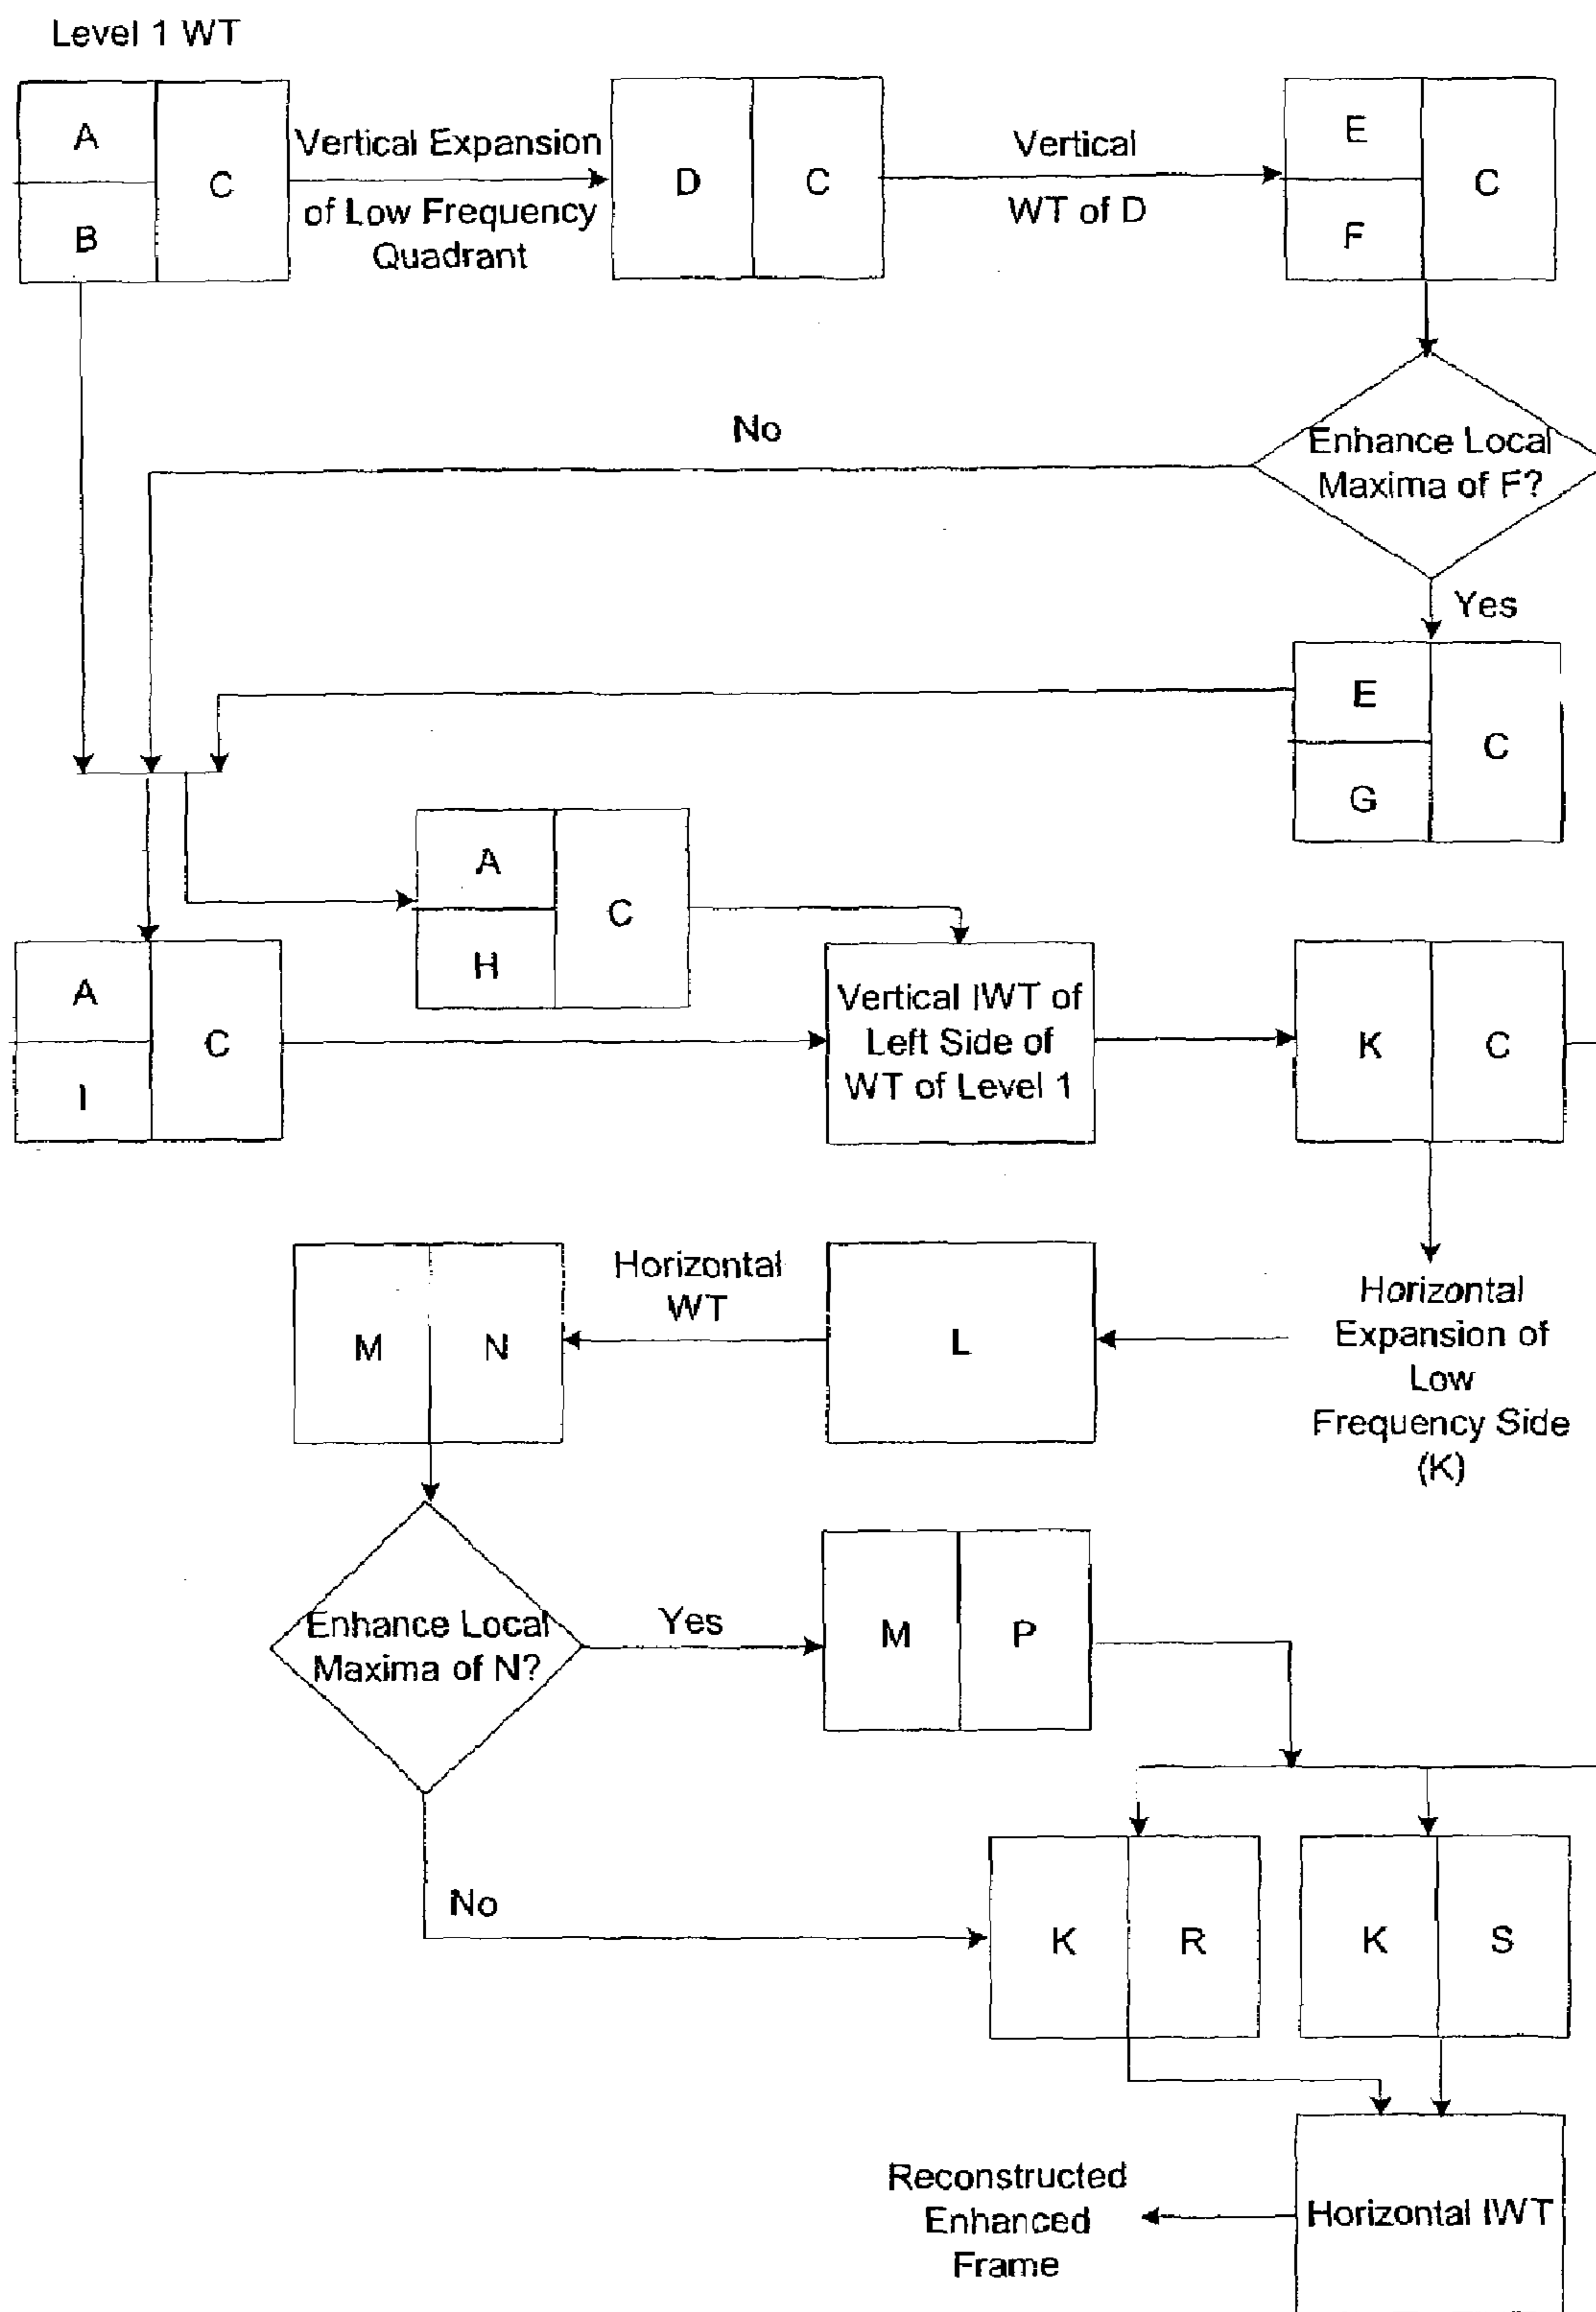 Level 1 WT
A
B
C
Vertical Expansion
of Low Frequency
Quadrant
D
C
Vertical
WT of D
E
F
C
Enhance Local
Maxima of F?
No
Yes
E
G
C
A
H
C
A
I
C
Vertical IWT of
Left Side of
WT of Level 1
K
C
Horizontal
Expansion of
Low
Frequency Side
(K)
L
Horizontal
WT
M
N
Enhance Local
Maxima of N?
Yes
M
P
No
K
R
K
S
Horizontal IWT
Reconstructed
Enhanced
Frame